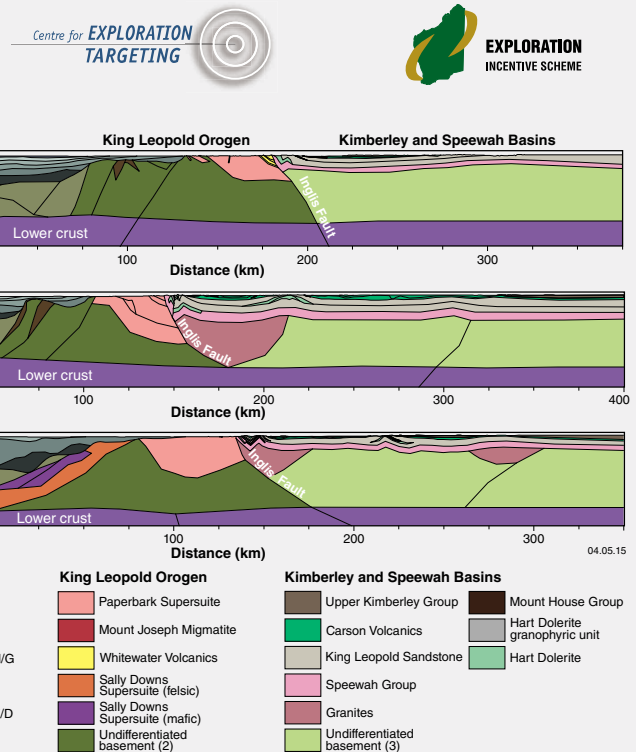 Centre for EXPLORATION
TARGETING
EXPLORATION
INCENTIVE SCHEME
King Leopold Orogen
Kimberley and Speewah Basins
Inglis Fault
Lower crust
100
200
300
Distance (km)
Inglis Fault
Lower crust
100
200
300
400
Distance (km)
Inglis Fault
Lower crust
100
200
300
Distance (km)
04.05.15
King Leopold Orogen
Paperbark Supersuite
Mount Joseph Migmatite
Whitewater Volcanics
Sally Downs
Supersuite (felsic)
Sally Downs
Supersuite (mafic)
Undifferentiated
basement (2)
/G
/D
Kimberley and Speewah Basins
Upper Kimberley Group
Carson Volcanics
King Leopold Sandstone
Speewah Group
Granites
Undifferentiated
basement (3)
Mount House Group
Hart Dolerite
granophyric unit
Hart Dolerite